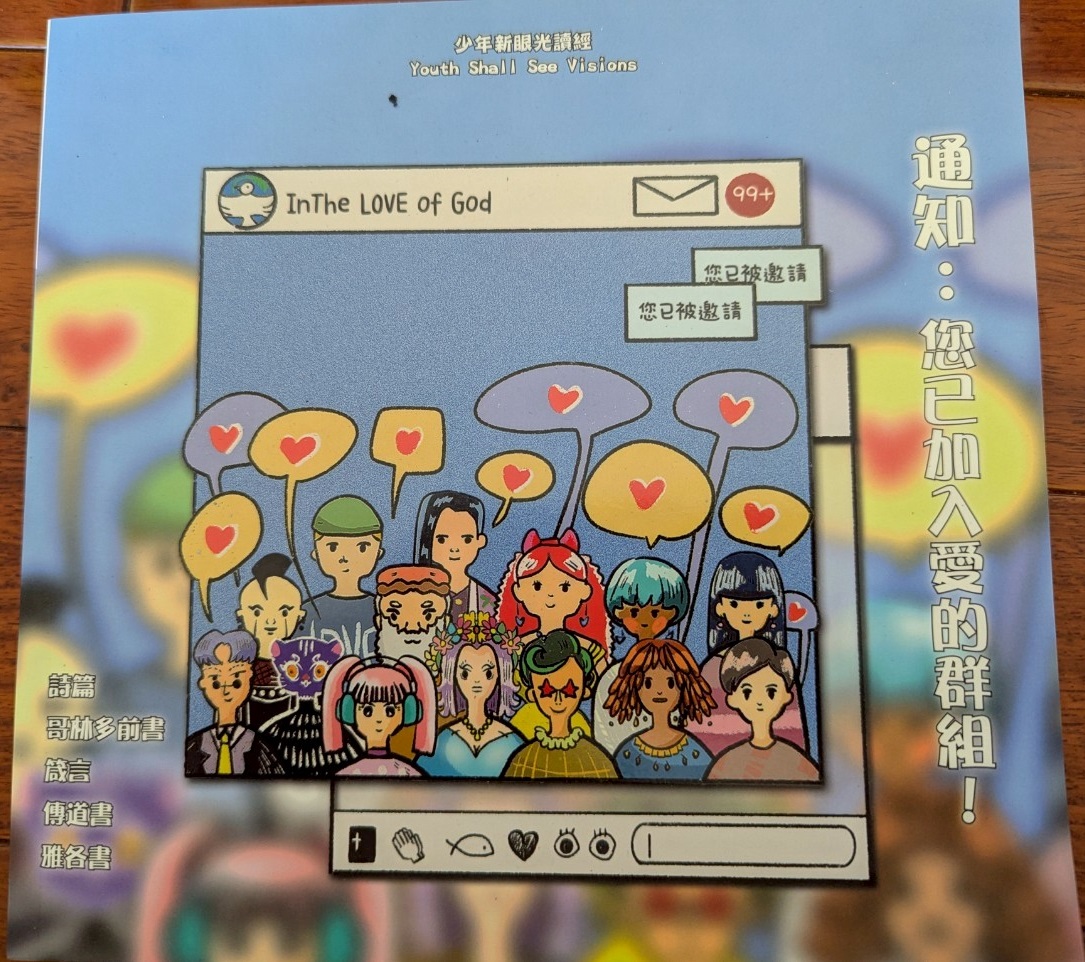 少年新眼光讀經
Youth Shall See Visions
通知：您已加入愛的群組！
InThe LOVE of God
99+
您已被邀請
您已被邀請
詩篇
哥林多前書
箴言
傳道書
雅各書